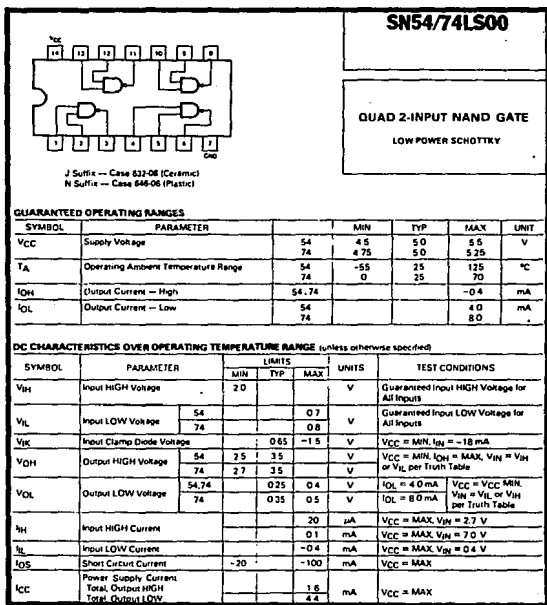 SN54/74LS00
VCC
14 13 12 11 10 9 8
1 2 3 4 5 6 7
GND
QUAD 2-INPUT NAND GATE
LOW POWER SCHOTTKY
J Suffix — Case 632-08 (Ceramic)
N Suffix — Case 646-06 (Plastic)
GUARANTEED OPERATING RANGES
SYMBOL PARAMETER MIN TYP MAX UNIT
VCC Supply Voltage 54 4 5 5 0 5 5 V
74 4 75 5 0 5 25
TA Operating Ambient Temperature Range 54 -55 25 125 °C
74 0 25 70
IOH Output Current — High 54, 74 -0 4 mA
IOL Output Current — Low 54 4 0 mA
74 8 0
DC CHARACTERISTICS OVER OPERATING TEMPERATURE RANGE (unless otherwise specified)
SYMBOL PARAMETER LIMITS UNITS TEST CONDITIONS
MIN TYP MAX
VIH Input HIGH Voltage 2 0 V Guaranteed Input HIGH Voltage for
All Inputs
VIL Input LOW Voltage 54 0 7 V Guaranteed Input LOW Voltage for
74 0 8 All Inputs
VIK Input Clamp Diode Voltage 0 65 -1 5 V VCC = MIN, IIN = -18 mA
VOH Output HIGH Voltage 54 2 5 3 5 V VCC = MIN, IOH = MAX, VIN = VIH
74 2 7 3 5 V or VIL per Truth Table
VOL Output LOW Voltage 54,74 0 25 0 4 V IOL = 4 0 mA VCC = VCC MIN,
74 0 35 0 5 V IOL = 8 0 mA VIN = VIL or VIH
per Truth Table
IIH Input HIGH Current 20 µA VCC = MAX, VIN = 2.7 V
0 1 mA VCC = MAX, VIN = 7 0 V
IIL Input LOW Current -0 4 mA VCC = MAX, VIN = 0 4 V
IOS Short Circuit Current -20 -100 mA VCC = MAX
ICC Power Supply Current
Total, Output HIGH 1 6 mA VCC = MAX
Total, Output LOW 4 4